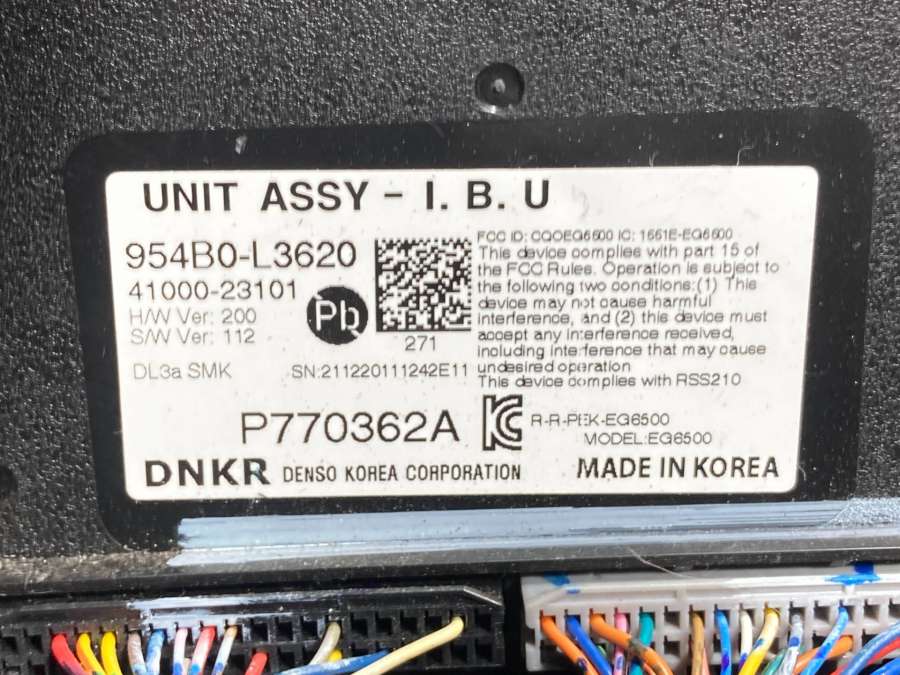 UNIT ASSY - I. B. U
954B0-L3620
41000-23101
H/W Ver: 200
S/W Ver: 112
Pb
271
DL3a SMK
SN:211220111242E11
FCC ID: CQOEG6500 IC: 1551E-EG6500
This device complies with part 15 of
the FCC Rules. Operation is subject to
the following two conditions:(1) This
device may not cause harmful
interference, and (2) this device must
accept any interference received,
including interference that may cause
undesired operation
This device complies with RSS210
P770362A
R-R-PEK-EG6500
MODEL:EG6500
DNKR DENSO KOREA CORPORATION
MADE IN KOREA